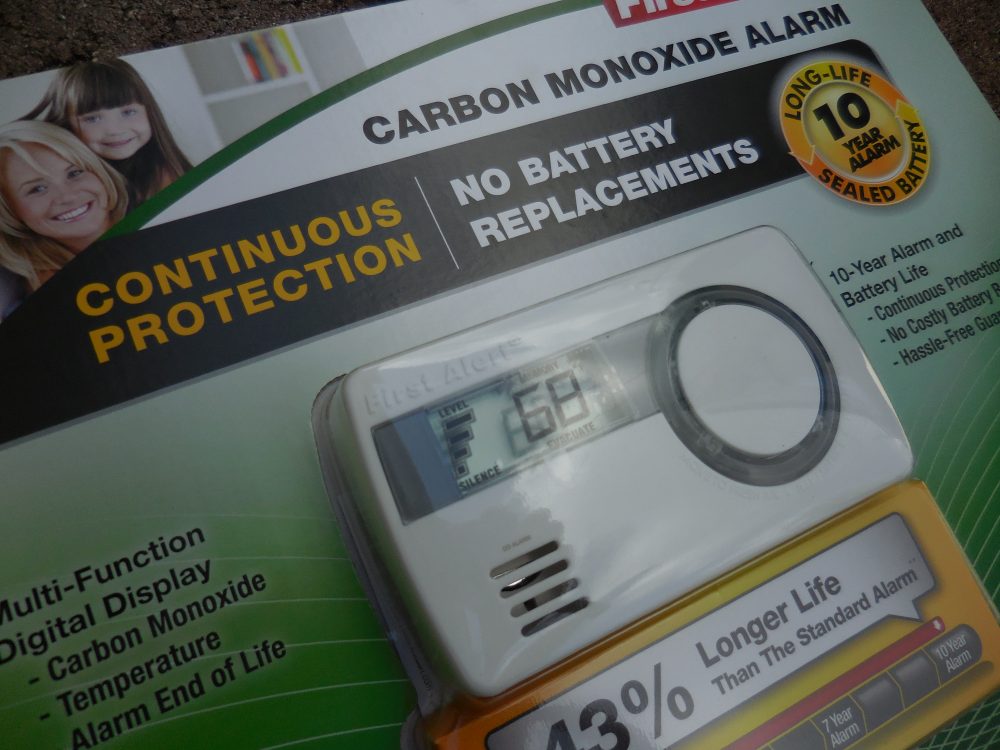 First
CARBON MONOXIDE ALARM
LONG-LIFE
10
YEAR
ALARM
SEALED BATTERY
CONTINUOUS
PROTECTION
NO BATTERY
REPLACEMENTS
10-Year Alarm and
Battery Life
- Continuous Protection
- No Costly Battery
- Hassle-Free
First Alert
LEVEL
MEMORY
68
EVACUATE
SILENCE
Multi-Function
Digital Display
- Carbon Monoxide
- Temperature
- Alarm End of Life
43%
Longer Life
Than The Standard Alarm
10 Year
Alarm
7 Year
Alarm